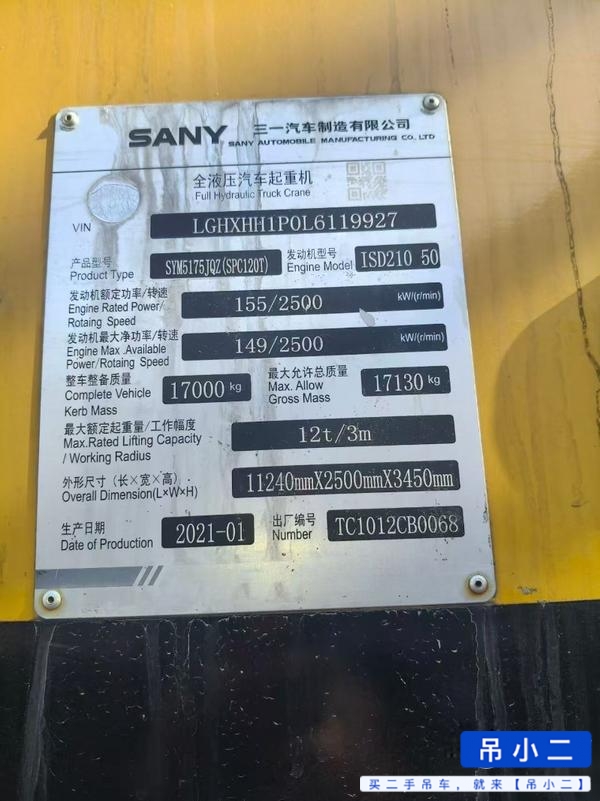 SANY 三一汽车制造有限公司
SANY AUTOMOBILE MANUFACTURING CO. LTD
全液压汽车起重机
Full Hydraulic Truck Crane
VIN LGHXHH1P0L6119927
产品型号 SYM5175JQZ(SPC120T) 发动机型号 ISD210 50
Product Type Engine Model
发动机额定功率/转速
Engine Rated Power/ 155/2500 kW/(r/min)
Rotaing Speed
发动机最大净功率/转速
Engine Max .Available 149/2500 kW/(r/min)
Power/Rotaing Speed
整车整备质量 17000 kg 最大允许总质量 17130 kg
Complete Vehicle Max. Allow
Kerb Mass Gross Mass
最大额定起重量/工作幅度
Max.Rated Lifting Capacity 12t/3m
/ Working Radius
外形尺寸（长×宽×高） 11240mmX2500mmX3450mm
Overall Dimension(L×W×H)
生产日期 2021-01 出厂编号 TC1012CB0068
Date of Production Number
吊小二
买二手吊车，就来【吊小二】